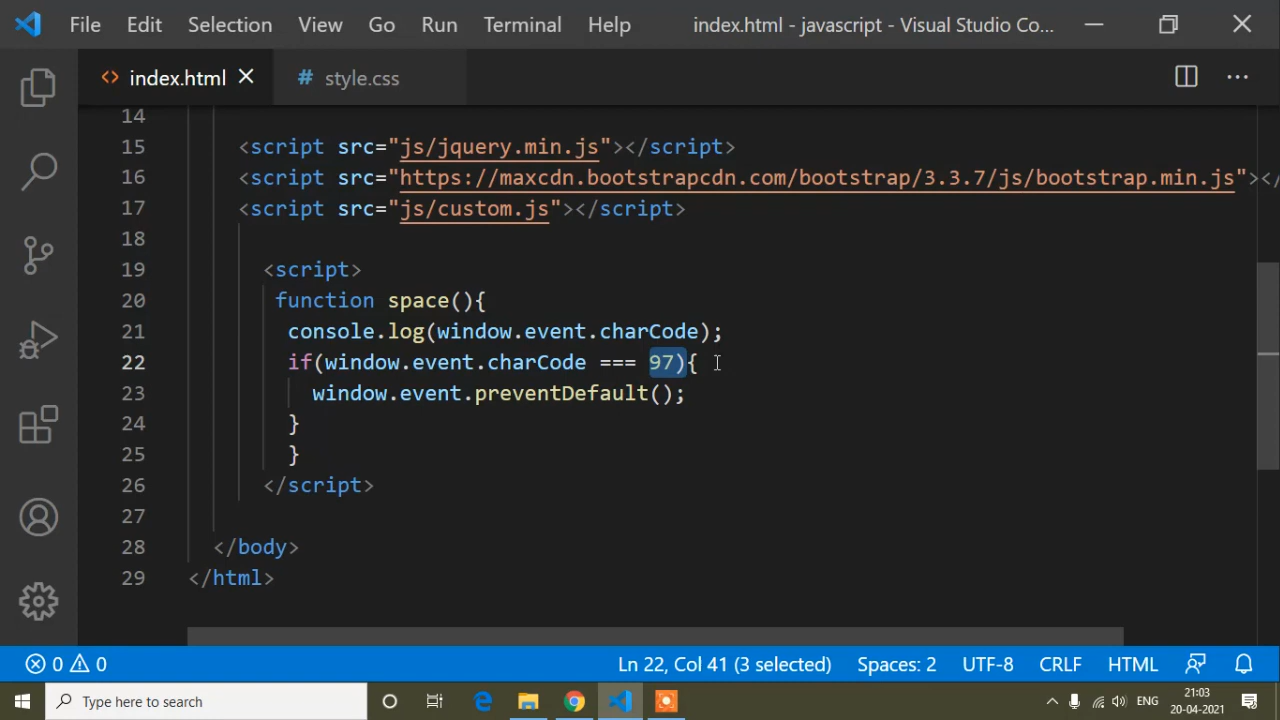 File Edit Selection View Go Run Terminal Help index.html - javascript - Visual Studio Co...
index.html # style.css
14
15 <script src="js/jquery.min.js"></script>
16 <script src="https://maxcdn.bootstrapcdn.com/bootstrap/3.3.7/js/bootstrap.min.js"></
17 <script src="js/custom.js"></script>
18
19 <script>
20 function space(){
21 console.log(window.event.charCode);
22 if(window.event.charCode === 97){
23 window.event.preventDefault();
24 }
25 }
26 </script>
27
28 </body>
29 </html>
0 0 Ln 22, Col 41 (3 selected) Spaces: 2 UTF-8 CRLF HTML
Type here to search ENG 21:03
20-04-2021